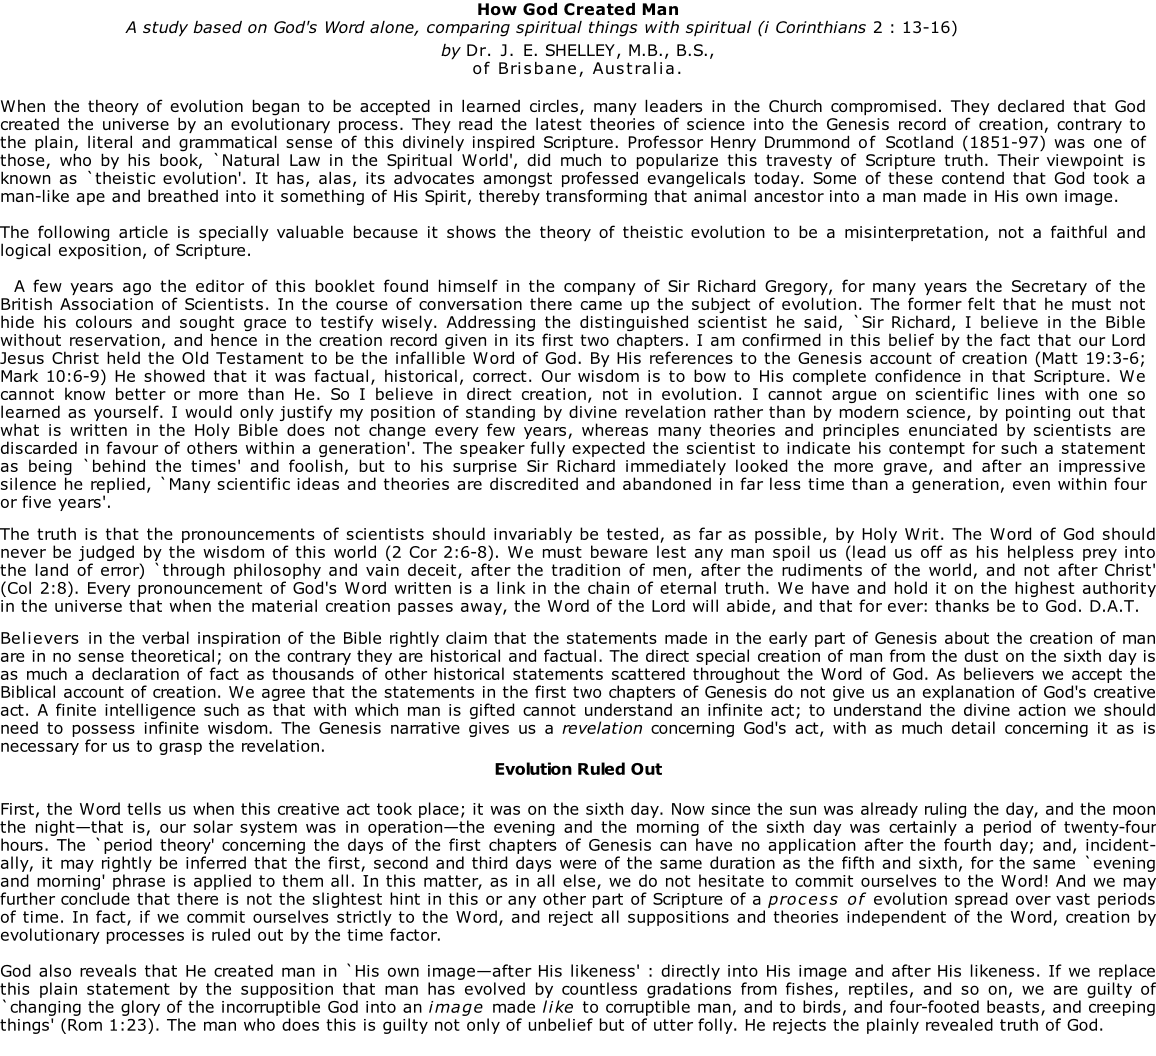 How God Created Man
A study based on God's Word alone, comparing spiritual things with spiritual (i Corinthians 2 : 13-16)
by Dr. J. E. SHELLEY, M.B., B.S.,
of Brisbane, Australia.
When the theory of evolution began to be accepted in learned circles, many leaders in the Church compromised. They declared that God
created the universe by an evolutionary process. They read the latest theories of science into the Genesis record of creation, contrary to
the plain, literal and grammatical sense of this divinely inspired Scripture. Professor Henry Drummond of Scotland (1851-97) was one of
those, who by his book, `Natural Law in the Spiritual World', did much to popularize this travesty of Scripture truth. Their viewpoint is
known as `theistic evolution'. It has, alas, its advocates amongst professed evangelicals today. Some of these contend that God took a
man-like ape and breathed into it something of His Spirit, thereby transforming that animal ancestor into a man made in His own image.
The following article is specially valuable because it shows the theory of theistic evolution to be a misinterpretation, not a faithful and
logical exposition, of Scripture.
A few years ago the editor of this booklet found himself in the company of Sir Richard Gregory, for many years the Secretary of the
British Association of Scientists. In the course of conversation there came up the subject of evolution. The former felt that he must not
hide his colours and sought grace to testify wisely. Addressing the distinguished scientist he said, `Sir Richard, I believe in the Bible
without reservation, and hence in the creation record given in its first two chapters. I am confirmed in this belief by the fact that our Lord
Jesus Christ held the Old Testament to be the infallible Word of God. By His references to the Genesis account of creation (Matt 19:3-6;
Mark 10:6-9) He showed that it was factual, historical, correct. Our wisdom is to bow to His complete confidence in that Scripture. We
cannot know better or more than He. So I believe in direct creation, not in evolution. I cannot argue on scientific lines with one so
learned as yourself. I would only justify my position of standing by divine revelation rather than by modern science, by pointing out that
what is written in the Holy Bible does not change every few years, whereas many theories and principles enunciated by scientists are
discarded in favour of others within a generation'. The speaker fully expected the scientist to indicate his contempt for such a statement
as being `behind the times' and foolish, but to his surprise Sir Richard immediately looked the more grave, and after an impressive
silence he replied, `Many scientific ideas and theories are discredited and abandoned in far less time than a generation, even within four
or five years'.
The truth is that the pronouncements of scientists should invariably be tested, as far as possible, by Holy Writ. The Word of God should
never be judged by the wisdom of this world (2 Cor 2:6-8). We must beware lest any man spoil us (lead us off as his helpless prey into
the land of error) `through philosophy and vain deceit, after the tradition of men, after the rudiments of the world, and not after Christ'
(Col 2:8). Every pronouncement of God's Word written is a link in the chain of eternal truth. We have and hold it on the highest authority
in the universe that when the material creation passes away, the Word of the Lord will abide, and that for ever: thanks be to God. D.A.T.
Believers in the verbal inspiration of the Bible rightly claim that the statements made in the early part of Genesis about the creation of man
are in no sense theoretical; on the contrary they are historical and factual. The direct special creation of man from the dust on the sixth day is
as much a declaration of fact as thousands of other historical statements scattered throughout the Word of God. As believers we accept the
Biblical account of creation. We agree that the statements in the first two chapters of Genesis do not give us an explanation of God's creative
act. A finite intelligence such as that with which man is gifted cannot understand an infinite act; to understand the divine action we should
need to possess infinite wisdom. The Genesis narrative gives us a revelation concerning God's act, with as much detail concerning it as is
necessary for us to grasp the revelation.
Evolution Ruled Out
First, the Word tells us when this creative act took place; it was on the sixth day. Now since the sun was already ruling the day, and the moon
the night—that is, our solar system was in operation—the evening and the morning of the sixth day was certainly a period of twenty-four
hours. The `period theory' concerning the days of the first chapters of Genesis can have no application after the fourth day; and, incident-
ally, it may rightly be inferred that the first, second and third days were of the same duration as the fifth and sixth, for the same `evening
and morning' phrase is applied to them all. In this matter, as in all else, we do not hesitate to commit ourselves to the Word! And we may
further conclude that there is not the slightest hint in this or any other part of Scripture of a process of evolution spread over vast periods
of time. In fact, if we commit ourselves strictly to the Word, and reject all suppositions and theories independent of the Word, creation by
evolutionary processes is ruled out by the time factor.
God also reveals that He created man in `His own image—after His likeness' : directly into His image and after His likeness. If we replace
this plain statement by the supposition that man has evolved by countless gradations from fishes, reptiles, and so on, we are guilty of
`changing the glory of the incorruptible God into an image made like to corruptible man, and to birds, and four-footed beasts, and creeping
things' (Rom 1:23). The man who does this is guilty not only of unbelief but of utter folly. He rejects the plainly revealed truth of God.